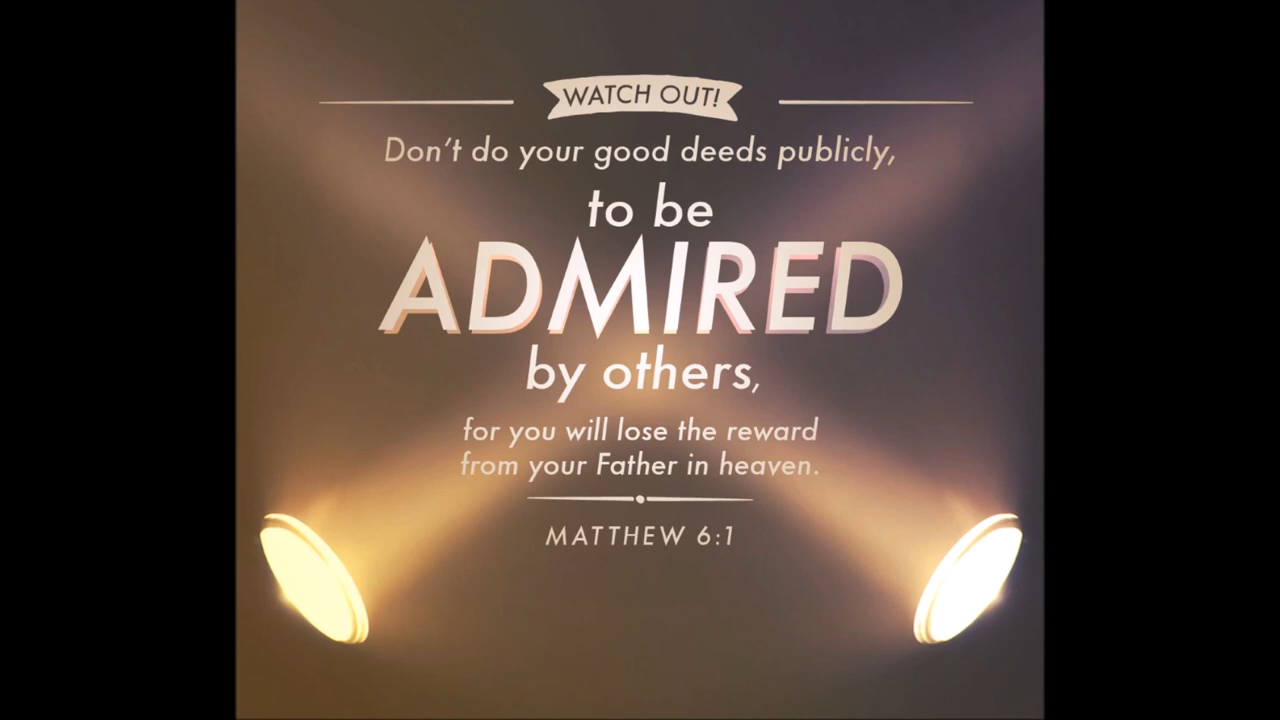 WATCH OUT!
Don't do your good deeds publicly,
to be
ADMIRED
by others,
for you will lose the reward
from your Father in heaven.
MATTHEW 6:1